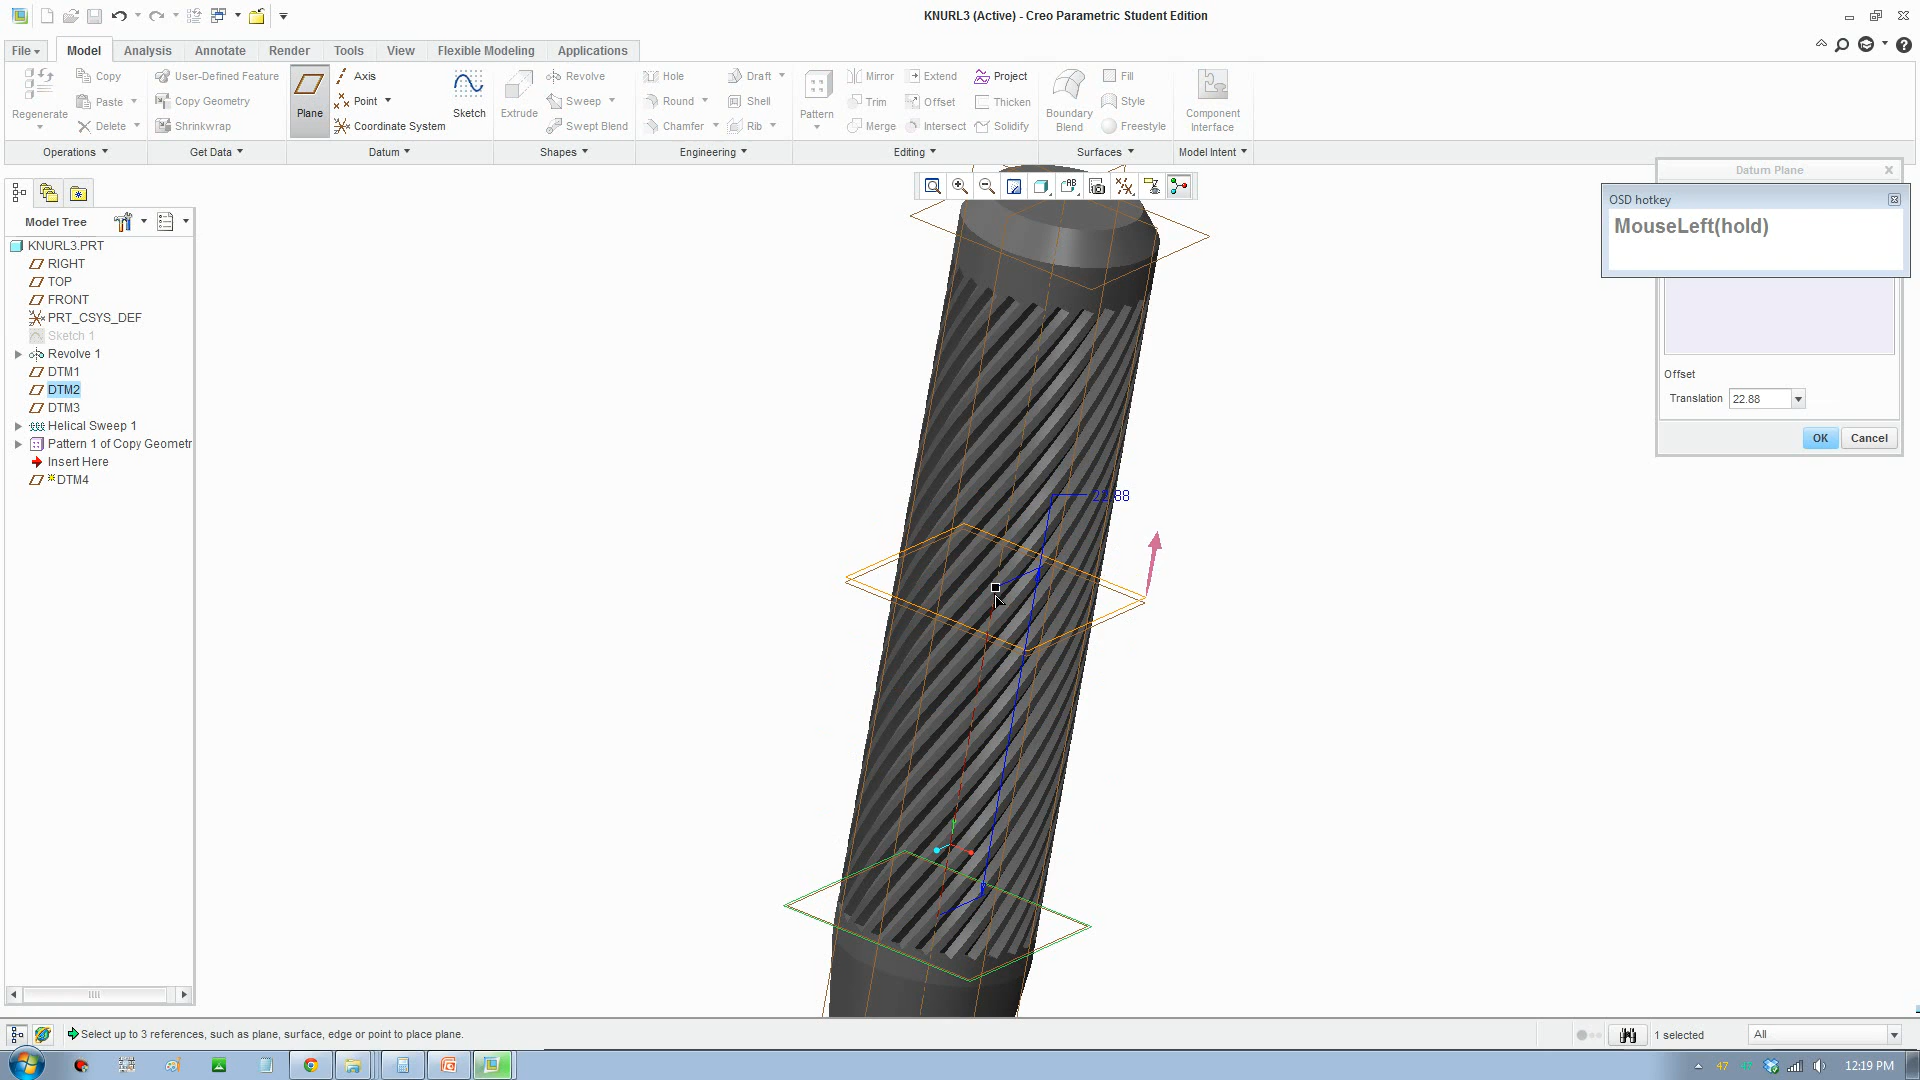 KNURL3 (Active) - Creo Parametric Student Edition
File Model Analysis Annotate Render Tools View Flexible Modeling Applications
Regenerate
Copy
Paste
Delete
Operations
User-Defined Feature
Copy Geometry
Shrinkwrap
Get Data
Plane
Axis
Point
Coordinate System
Sketch
Datum
Extrude
Revolve
Sweep
Swept Blend
Shapes
Hole
Round
Chamfer
Draft
Shell
Rib
Engineering
Pattern
Mirror
Trim
Merge
Extend
Offset
Intersect
Project
Thicken
Solidify
Editing
Boundary
Blend
Fill
Style
Freestyle
Surfaces
Component
Interface
Model Intent
Model Tree
KNURL3.PRT
RIGHT
TOP
FRONT
PRT_CSYS_DEF
Sketch 1
Revolve 1
DTM1
DTM2
DTM3
Helical Sweep 1
Pattern 1 of Copy Geometr
Insert Here
DTM4
22.88
Datum Plane
OSD hotkey
MouseLeft(hold)
Offset
Translation 22.88
OK Cancel
Select up to 3 references, such as plane, surface, edge or point to place plane.
1 selected
All
47
12:19 PM